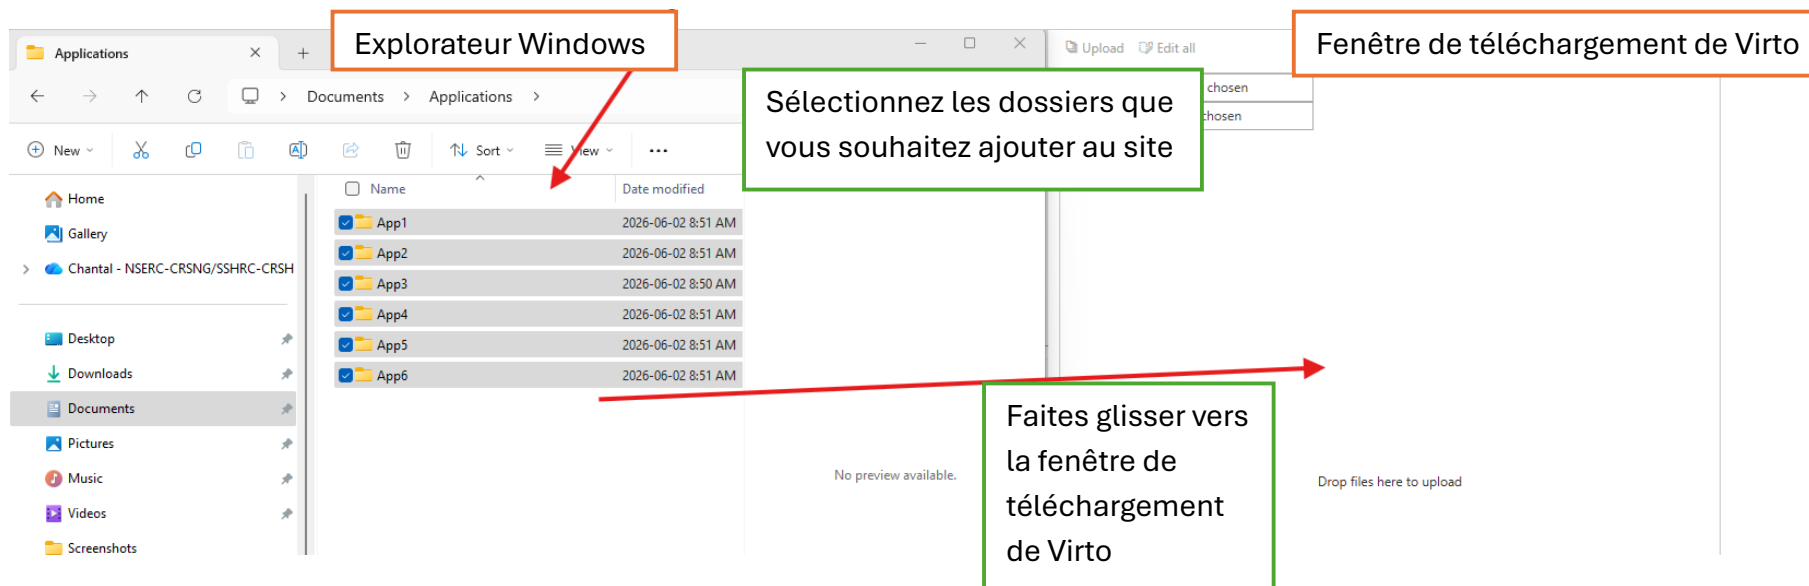 Explorateur Windows
Fenêtre de téléchargement de Virto
Applications
Upload
Edit all
Documents > Applications >
Sélectionnez les dossiers que
vous souhaitez ajouter au site
chosen
chosen
New
Sort
View
Home
Gallery
Chantal - NSERC-CRSNG/SSHRC-CRSH
Desktop
Downloads
Documents
Pictures
Music
Videos
Screenshots
Name Date modified
App1 2026-06-02 8:51 AM
App2 2026-06-02 8:51 AM
App3 2026-06-02 8:50 AM
App4 2026-06-02 8:51 AM
App5 2026-06-02 8:51 AM
App6 2026-06-02 8:51 AM
No preview available.
Faites glisser vers
la fenêtre de
téléchargement
de Virto
Drop files here to upload